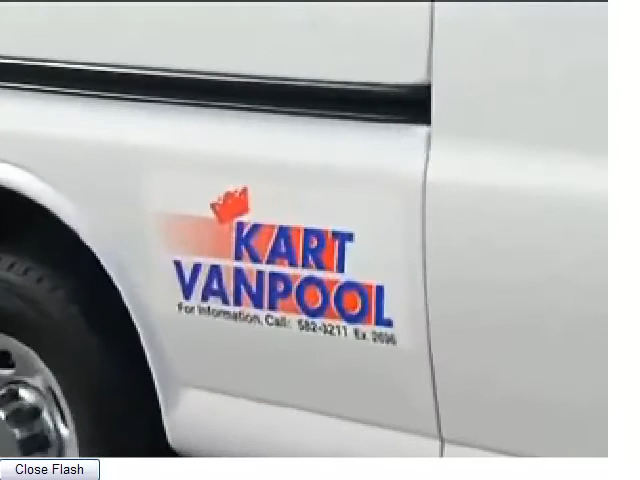 KART
VANPOOL
For Information, Call: 582-3211 Ex. 2696
Close Flash